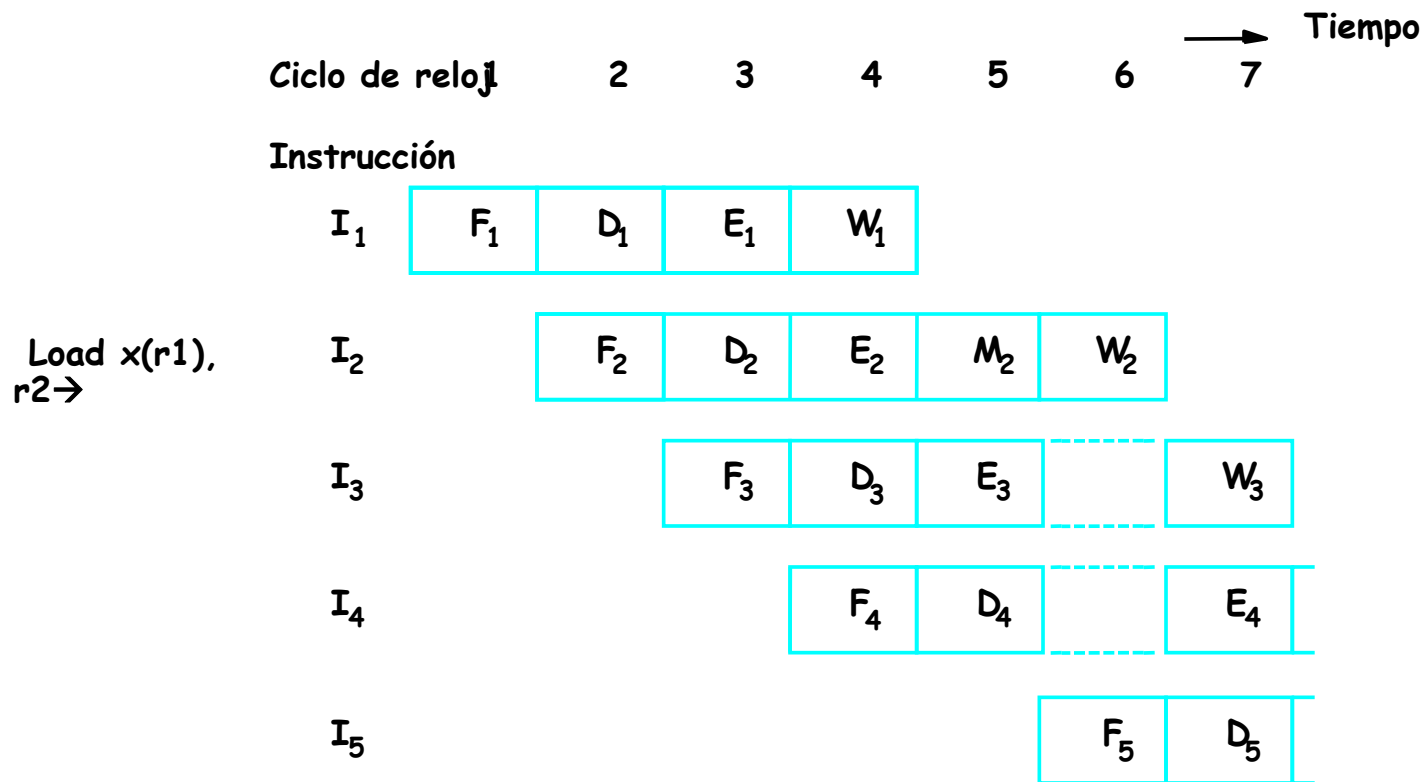 Tiempo
Ciclo de reloj 1 2 3 4 5 6 7
Instrucción
I1 F1 D1 E1 W1
Load x(r1), I2 F2 D2 E2 M2 W2
r2→
I3 F3 D3 E3 W3
I4 F4 D4 E4
I5 F5 D5